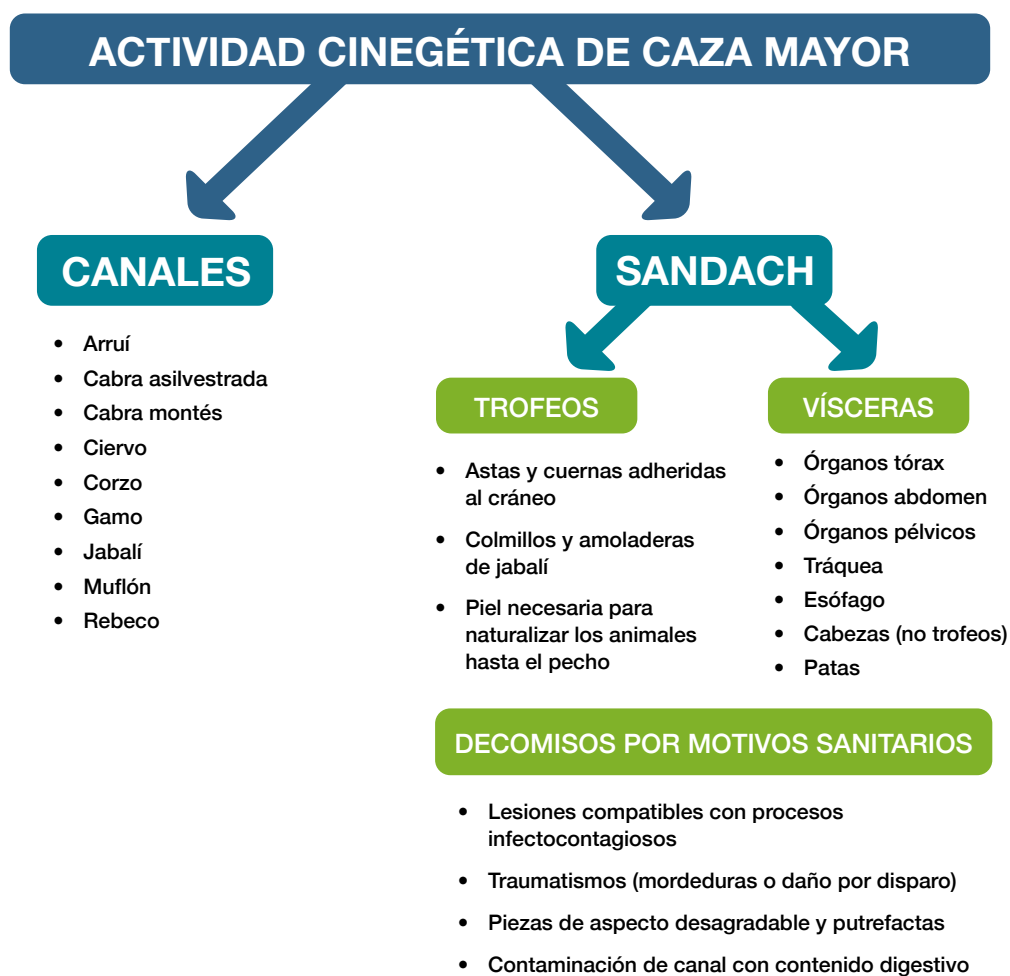 ACTIVIDAD CINEGÉTICA DE CAZA MAYOR
CANALES
• Arruí
• Cabra asilvestrada
• Cabra montés
• Ciervo
• Corzo
• Gamo
• Jabalí
• Muflón
• Rebeco
SANDACH
TROFEOS
• Astas y cuernas adheridas
al cráneo
• Colmillos y amoladeras
de jabalí
• Piel necesaria para
naturalizar los animales
hasta el pecho
VÍSCERAS
• Órganos tórax
• Órganos abdomen
• Órganos pélvicos
• Tráquea
• Esófago
• Cabezas (no trofeos)
• Patas
DECOMISOS POR MOTIVOS SANITARIOS
• Lesiones compatibles con procesos
infectocontagiosos
• Traumatismos (mordeduras o daño por disparo)
• Piezas de aspecto desagradable y putrefactas
• Contaminación de canal con contenido digestivo